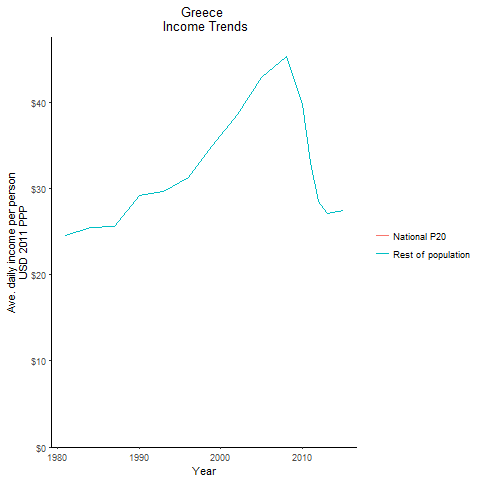 Greece
Income Trends
Ave. daily income per person
USD 2011 PPP
$40
$30
$20
$10
$0
1980
1990
2000
2010
Year
National P20
Rest of population